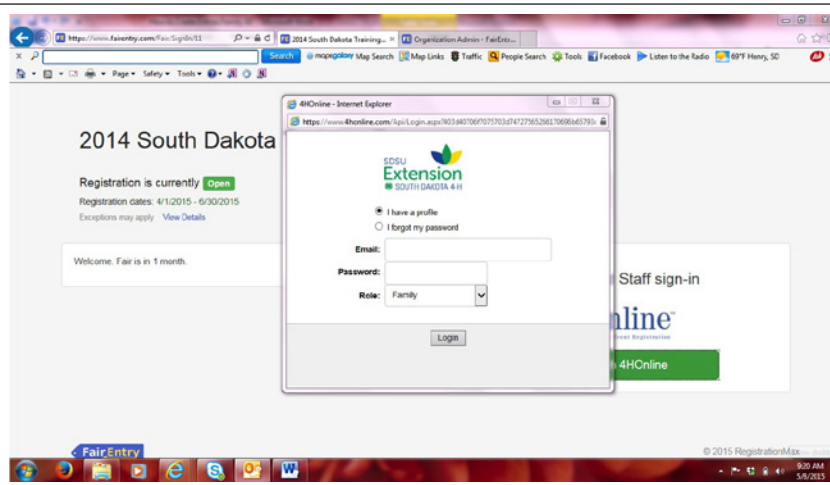 https://www.fairentry.com/Fair/SignIn/11
2014 South Dakota Training...
Organization Admin - FairEntr...
Search
mapsgalaxy Map Search
Map Links
Traffic
People Search
Tools
Facebook
Listen to the Radio
69°F Henry, SD
Page
Safety
Tools
4HOnline - Internet Explorer
2014 South Dakota
SDSU
Extension
SOUTH DAKOTA 4-H
Registration is currently Open
Registration dates: 4/1/2015 - 6/30/2015
Exceptions may apply View Details
I have a profile
I forgot my password
Email:
Password:
Role: Family
Login
Welcome. Fair is in 1 month.
Staff sign-in
nline
4HOnline
FairEntry
© 2015 RegistrationMax
9:20 AM
5/8/2015